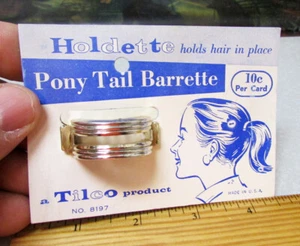 Holdette holds hair in place
Pony Tail Barrette
10c
Per Card
a Tilco product
NO. 8197
MADE IN U.S.A.